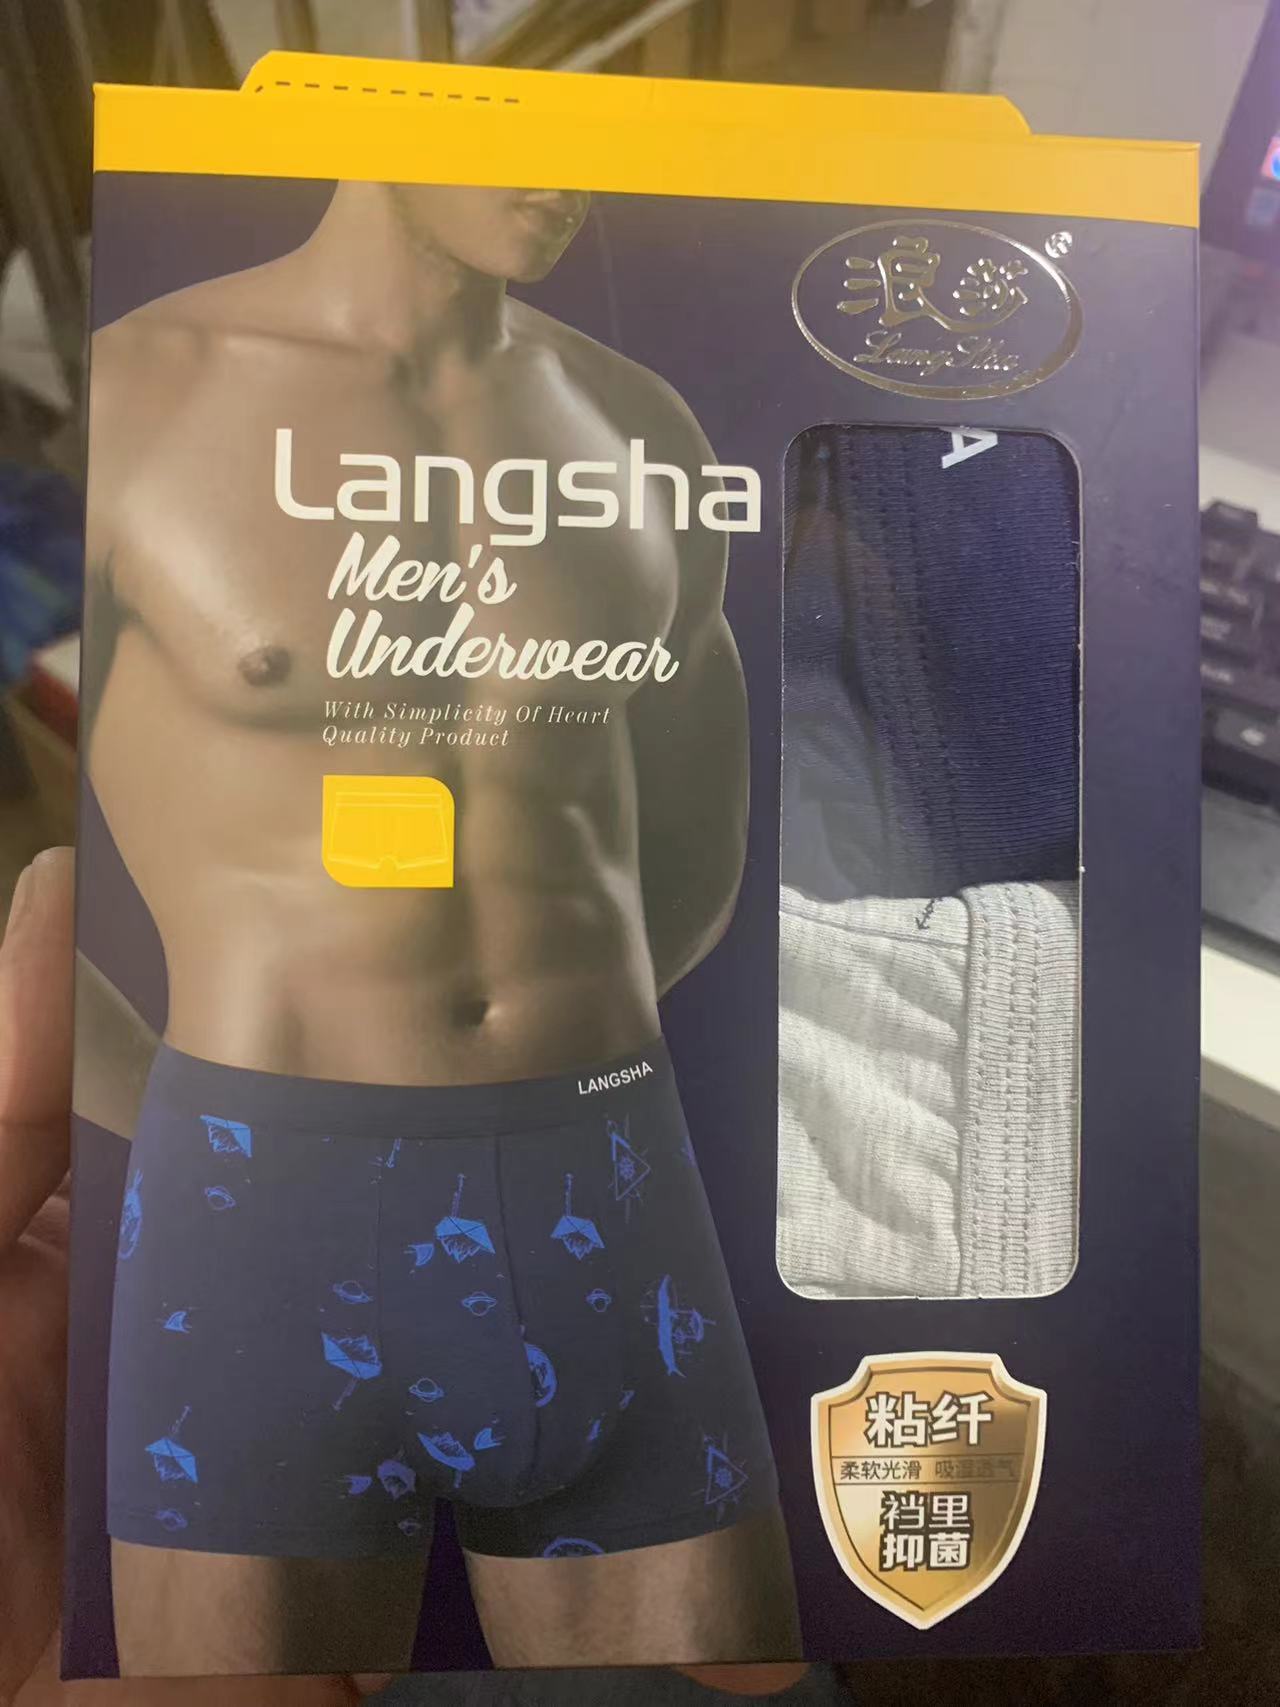 浪莎
®
LangSha
A
Langsha
Men's
Underwear
With Simplicity Of Heart
Quality Product
LANGSHA
粘纤
柔软光滑 吸湿透气
裆里
抑菌